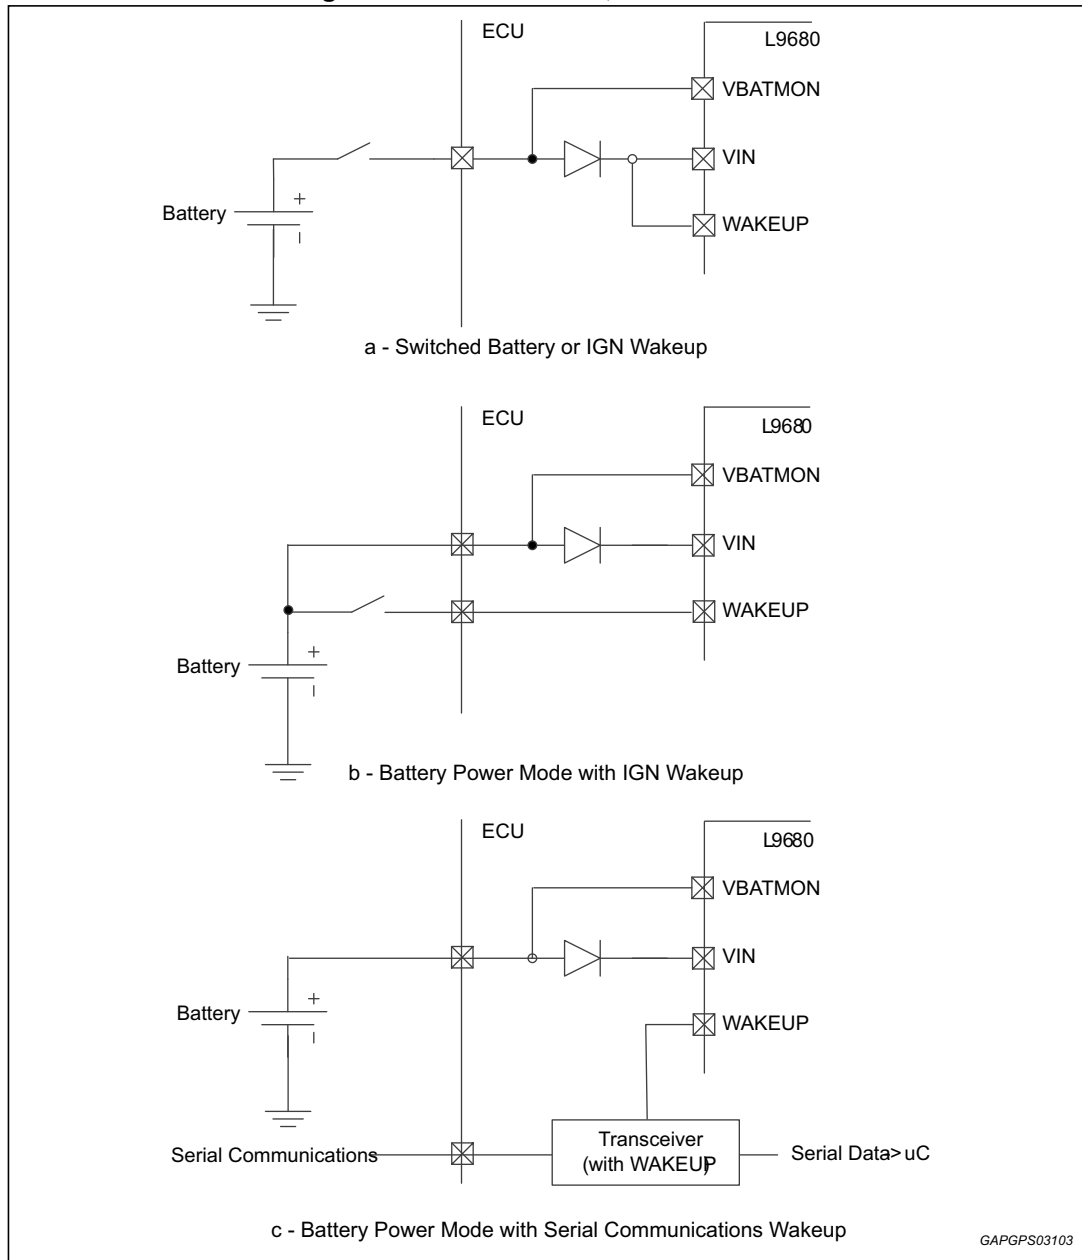 ECU
L9680
VBATMON
VIN
Battery
+
WAKEUP
a - Switched Battery or IGN Wakeup
ECU
L9680
VBATMON
VIN
WAKEUP
Battery
+
b - Battery Power Mode with IGN Wakeup
ECU
L9680
VBATMON
VIN
Battery
+
WAKEUP
Transceiver
(with WAKEUP)
Serial Communications
Serial Data> uC
c - Battery Power Mode with Serial Communications Wakeup
GAPGPS03103